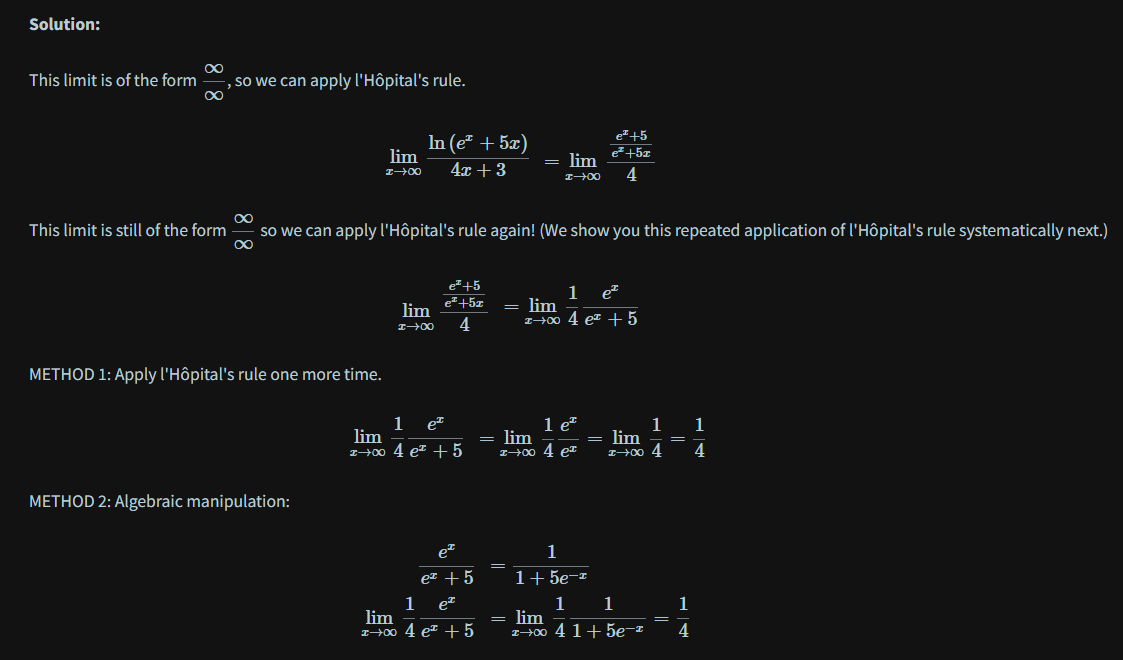 Solution:
This limit is of the form ∞/∞, so we can apply l'Hôpital's rule.
lim_{x→∞} ln (e^x + 5x) / (4x + 3) = lim_{x→∞} ((e^x+5)/(e^x+5x)) / 4
This limit is still of the form ∞/∞ so we can apply l'Hôpital's rule again! (We show you this repeated application of l'Hôpital's rule systematically next.)
lim_{x→∞} ((e^x+5)/(e^x+5x)) / 4 = lim_{x→∞} 1/4 e^x/(e^x + 5)
METHOD 1: Apply l'Hôpital's rule one more time.
lim_{x→∞} 1/4 e^x/(e^x + 5) = lim_{x→∞} 1/4 e^x/e^x = lim_{x→∞} 1/4 = 1/4
METHOD 2: Algebraic manipulation:
e^x/(e^x + 5) = 1/(1 + 5e^{−x})
lim_{x→∞} 1/4 e^x/(e^x + 5) = lim_{x→∞} 1/4 1/(1 + 5e^{−x}) = 1/4